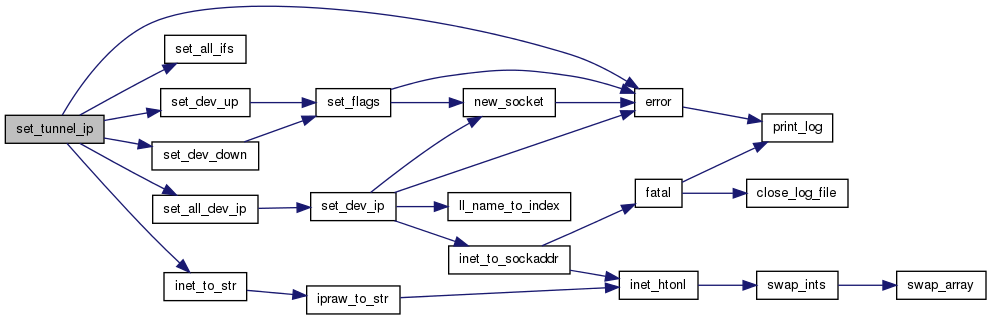 set_tunnel_ip
set_all_ifs
set_dev_up
set_dev_down
set_all_dev_ip
inet_to_str
set_flags
set_dev_ip
ipraw_to_str
new_socket
ll_name_to_index
inet_to_sockaddr
error
fatal
inet_htonl
print_log
close_log_file
swap_ints
swap_array